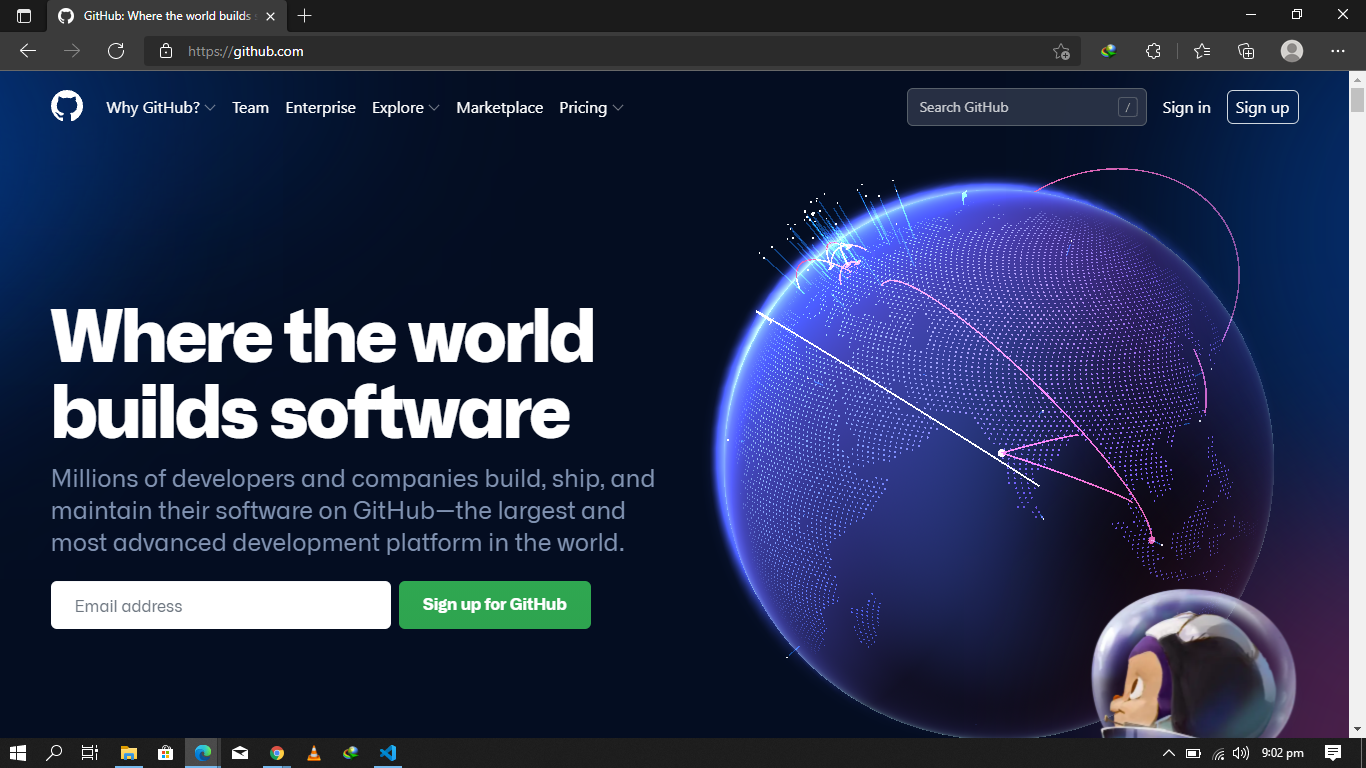 GitHub: Where the world builds s
https://github.com
Why GitHub? Team Enterprise Explore Marketplace Pricing
Search GitHub /
Sign in
Sign up
Where the world
builds software
Millions of developers and companies build, ship, and
maintain their software on GitHub—the largest and
most advanced development platform in the world.
Email address
Sign up for GitHub
9:02 pm